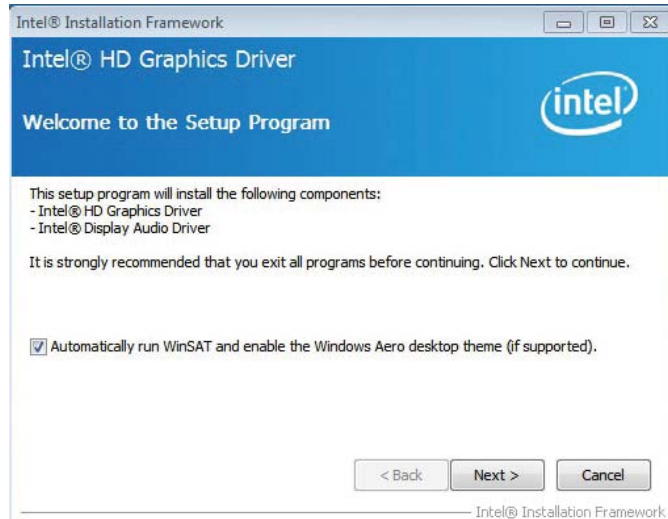 Intel® Installation Framework
Intel® HD Graphics Driver
intel
Welcome to the Setup Program
This setup program will install the following components:
- Intel® HD Graphics Driver
- Intel® Display Audio Driver
It is strongly recommended that you exit all programs before continuing. Click Next to continue.
Automatically run WinSAT and enable the Windows Aero desktop theme (if supported).
< Back Next > Cancel
Intel® Installation Framework